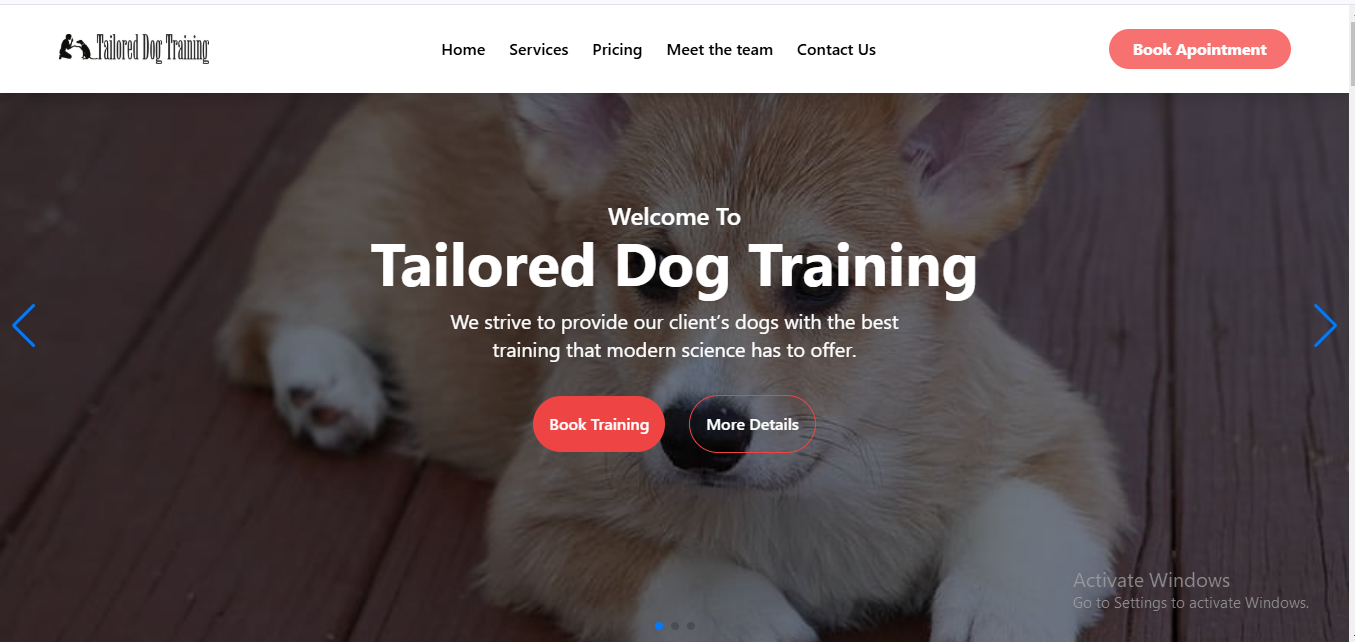 Tailored Dog Training
Home Services Pricing Meet the team Contact Us
Book Apointment
Welcome To
Tailored Dog Training
We strive to provide our client’s dogs with the best
training that modern science has to offer.
Book Training More Details
Activate Windows
Go to Settings to activate Windows.